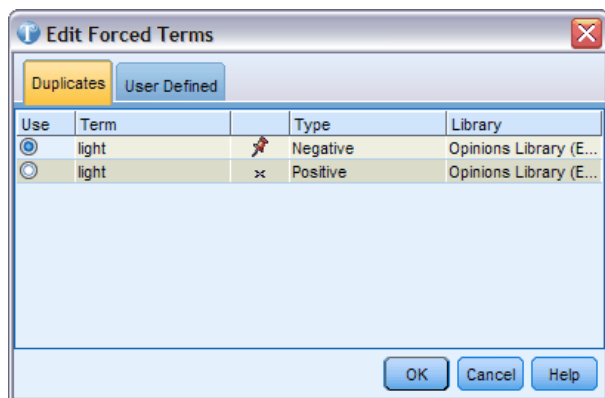 Edit Forced Terms
Duplicates User Defined
Use Term Type Library
light Negative Opinions Library (E...
light Positive Opinions Library (E...
OK Cancel Help